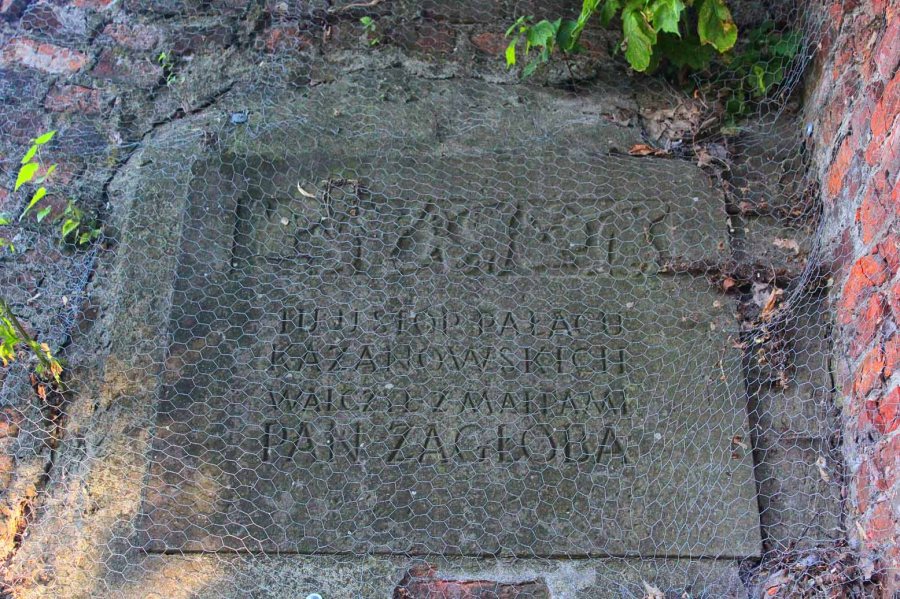 TU U STÓP PAŁACU
KAZANOWSKICH
WALCZYŁ Z MAŁPAMI
PAN ZAGŁOBA